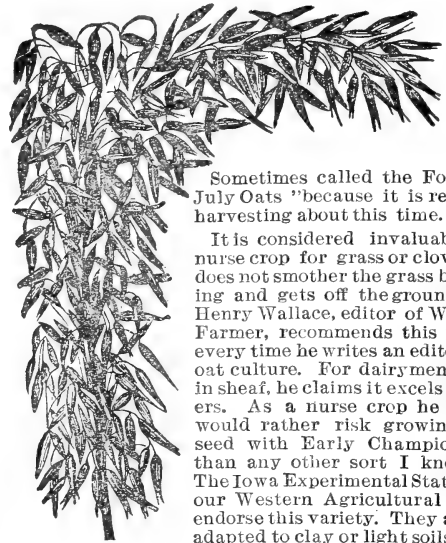 Sometimes called the Fo
July Oats "because it is re
harvesting about this time.
It is considered invaluab
nurse crop for grass or clov
does not smother the grass b
ing and gets off the groun
Henry Wallace, editor of W
Farmer, recommends this
every time he writes an edit
oat culture. For dairymen
in sheaf, he claims it excels
ers. As a nurse crop he
would rather risk growin
seed with Early Champio
than any other sort I kno
The Iowa Experimental Stat
our Western Agricultural
endorse this variety. They a
adapted to clay or light soils